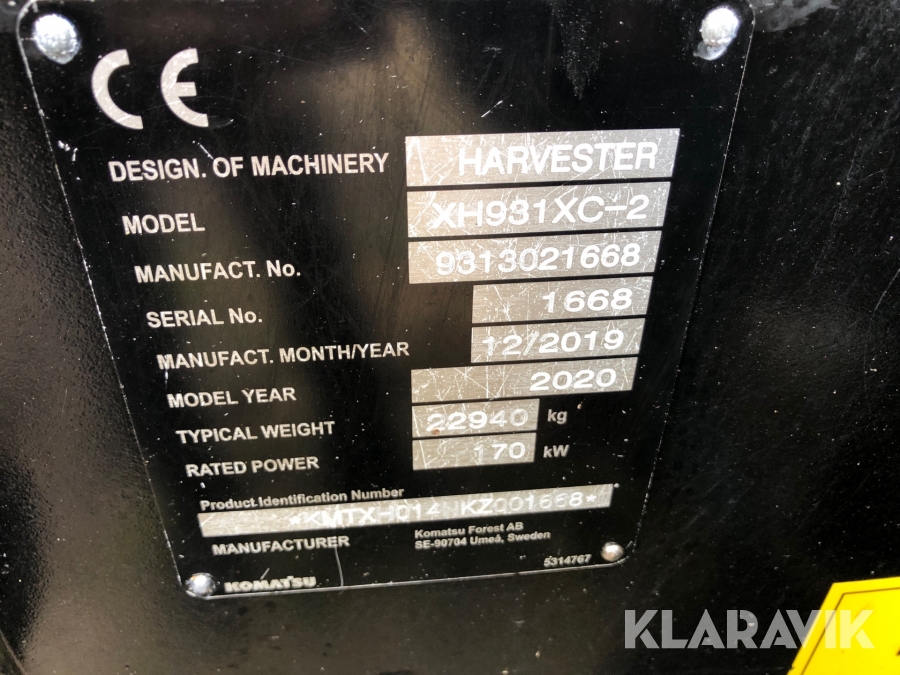 CE
DESIGN. OF MACHINERY HARVESTER
MODEL XH931XC-2
MANUFACT. No. 9313021668
SERIAL No. 1668
MANUFACT. MONTH/YEAR 12/2019
MODEL YEAR 2020
TYPICAL WEIGHT 22940 kg
RATED POWER 170 kW
Product Identification Number
*KMTXH014NKZ001668*
MANUFACTURER Komatsu Forest AB
SE-90704 Umeå, Sweden
5314767
KOMATSU
KLARAVIK